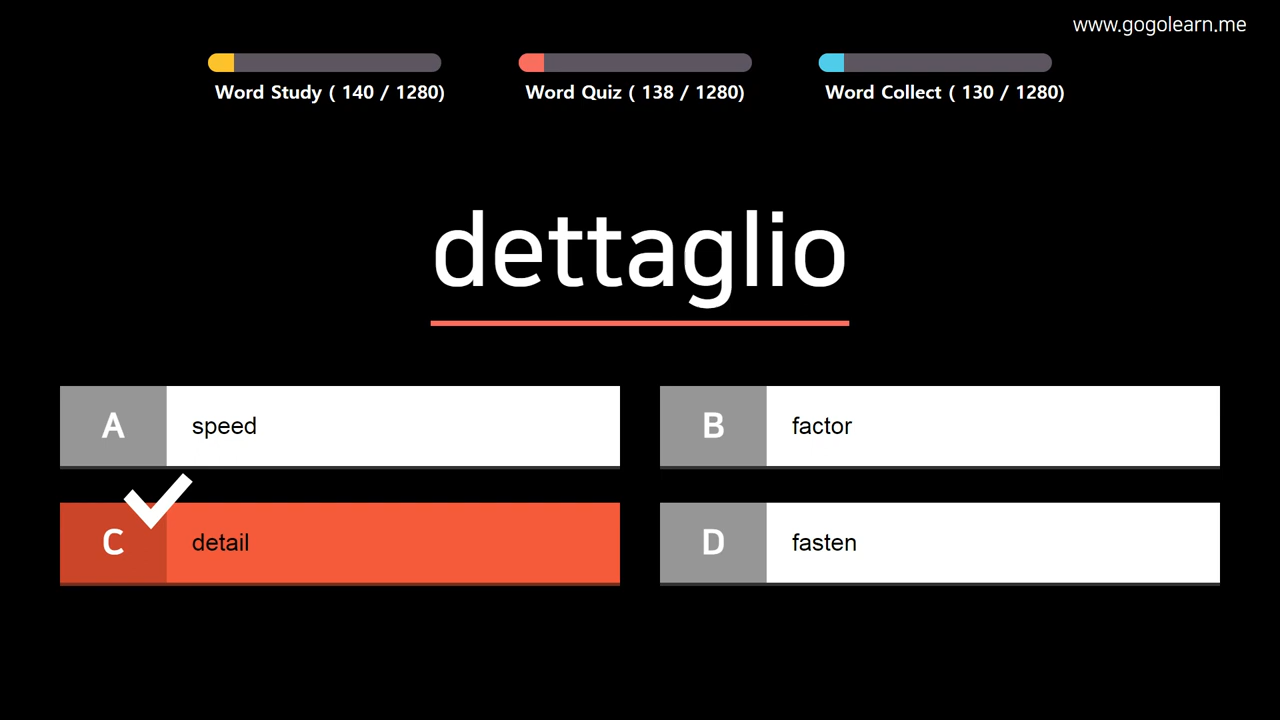 www.gogolearn.me
Word Study ( 140 / 1280)
Word Quiz ( 138 / 1280)
Word Collect ( 130 / 1280)
dettaglio
A speed
B factor
C detail
D fasten